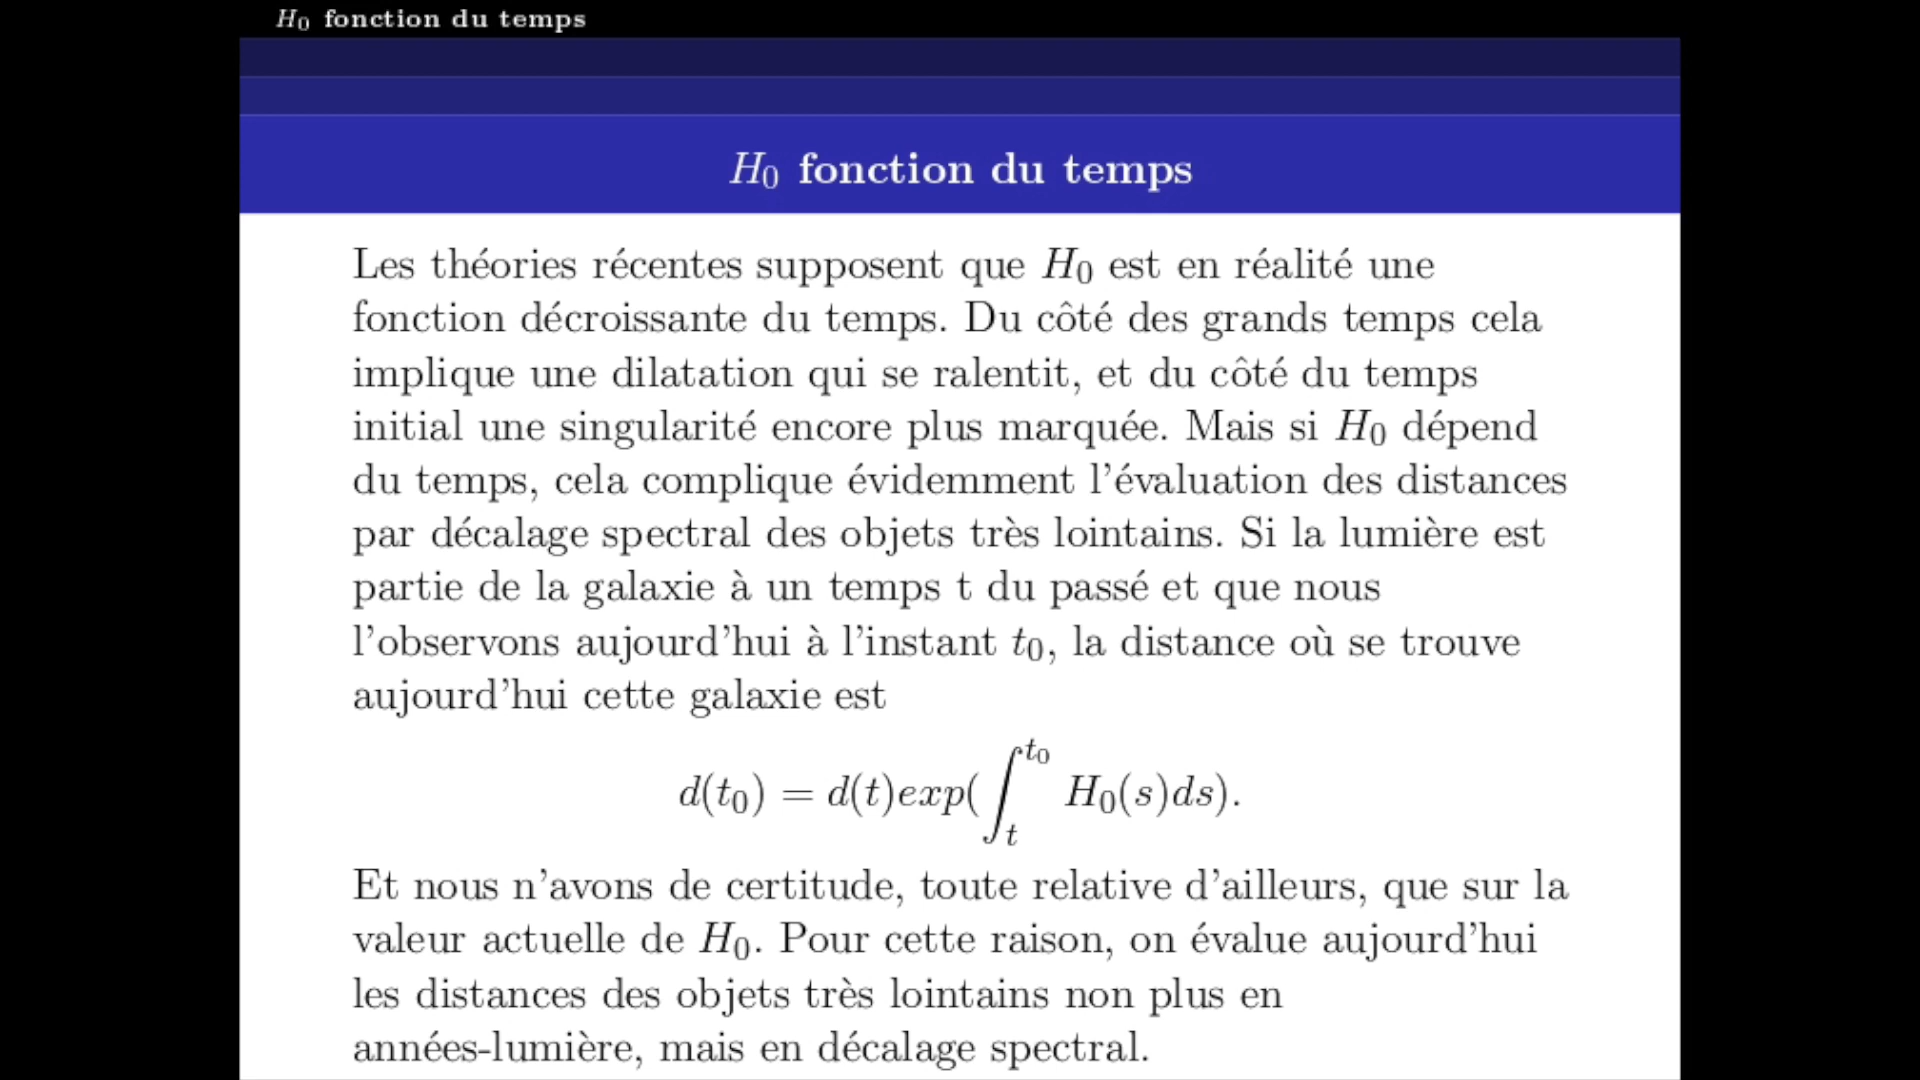 H₀ fonction du temps
H₀ fonction du temps
Les théories récentes supposent que H₀ est en réalité une
fonction décroissante du temps. Du côté des grands temps cela
implique une dilatation qui se ralentit, et du côté du temps
initial une singularité encore plus marquée. Mais si H₀ dépend
du temps, cela complique évidemment l'évaluation des distances
par décalage spectral des objets très lointains. Si la lumière est
partie de la galaxie à un temps t du passé et que nous
l'observons aujourd'hui à l'instant t₀, la distance où se trouve
aujourd'hui cette galaxie est
d(t₀) = d(t)exp(∫ₜ^t₀ H₀(s)ds).
Et nous n'avons de certitude, toute relative d'ailleurs, que sur la
valeur actuelle de H₀. Pour cette raison, on évalue aujourd'hui
les distances des objets très lointains non plus en
années-lumière, mais en décalage spectral.